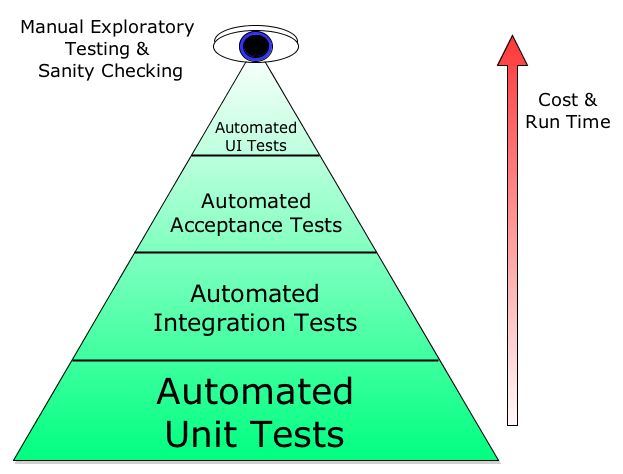 Manual Exploratory
Testing &
Sanity Checking
Cost &
Run Time
Automated
UI Tests
Automated
Acceptance Tests
Automated
Integration Tests
Automated
Unit Tests